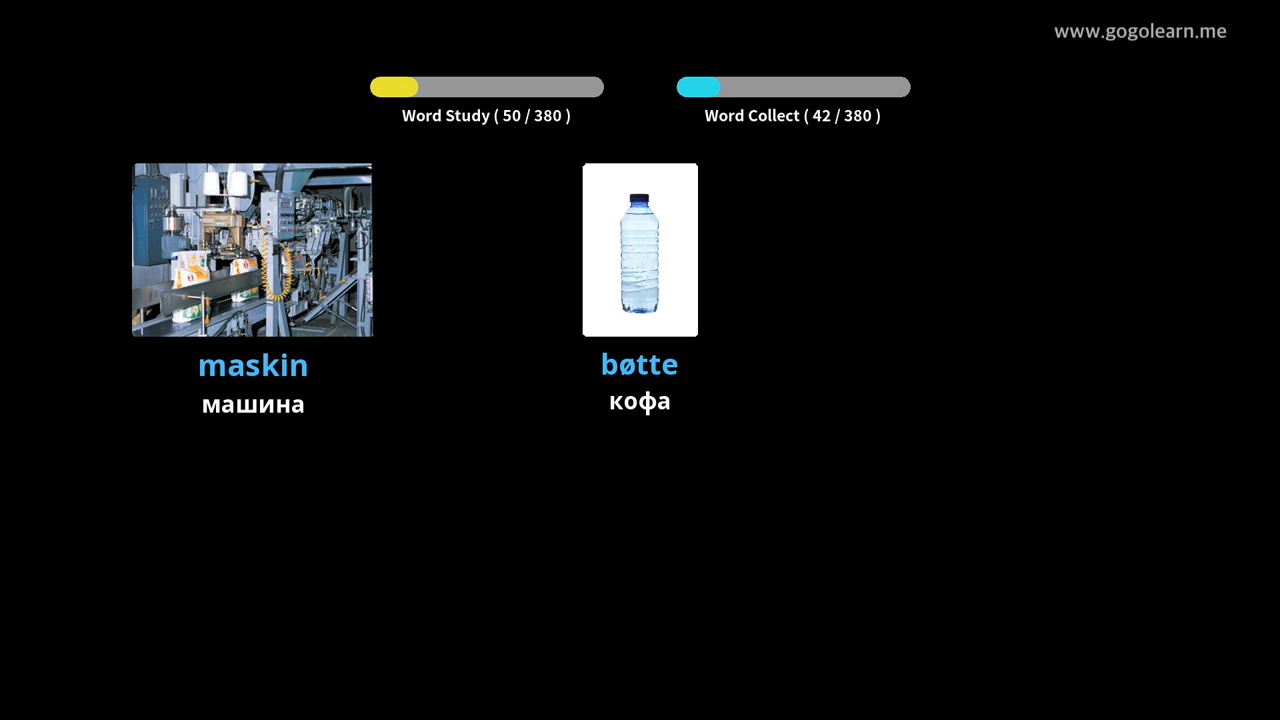 www.gogolearn.me
Word Study ( 50 / 380 )
Word Collect ( 42 / 380 )
maskin
машина
bøtte
кофа